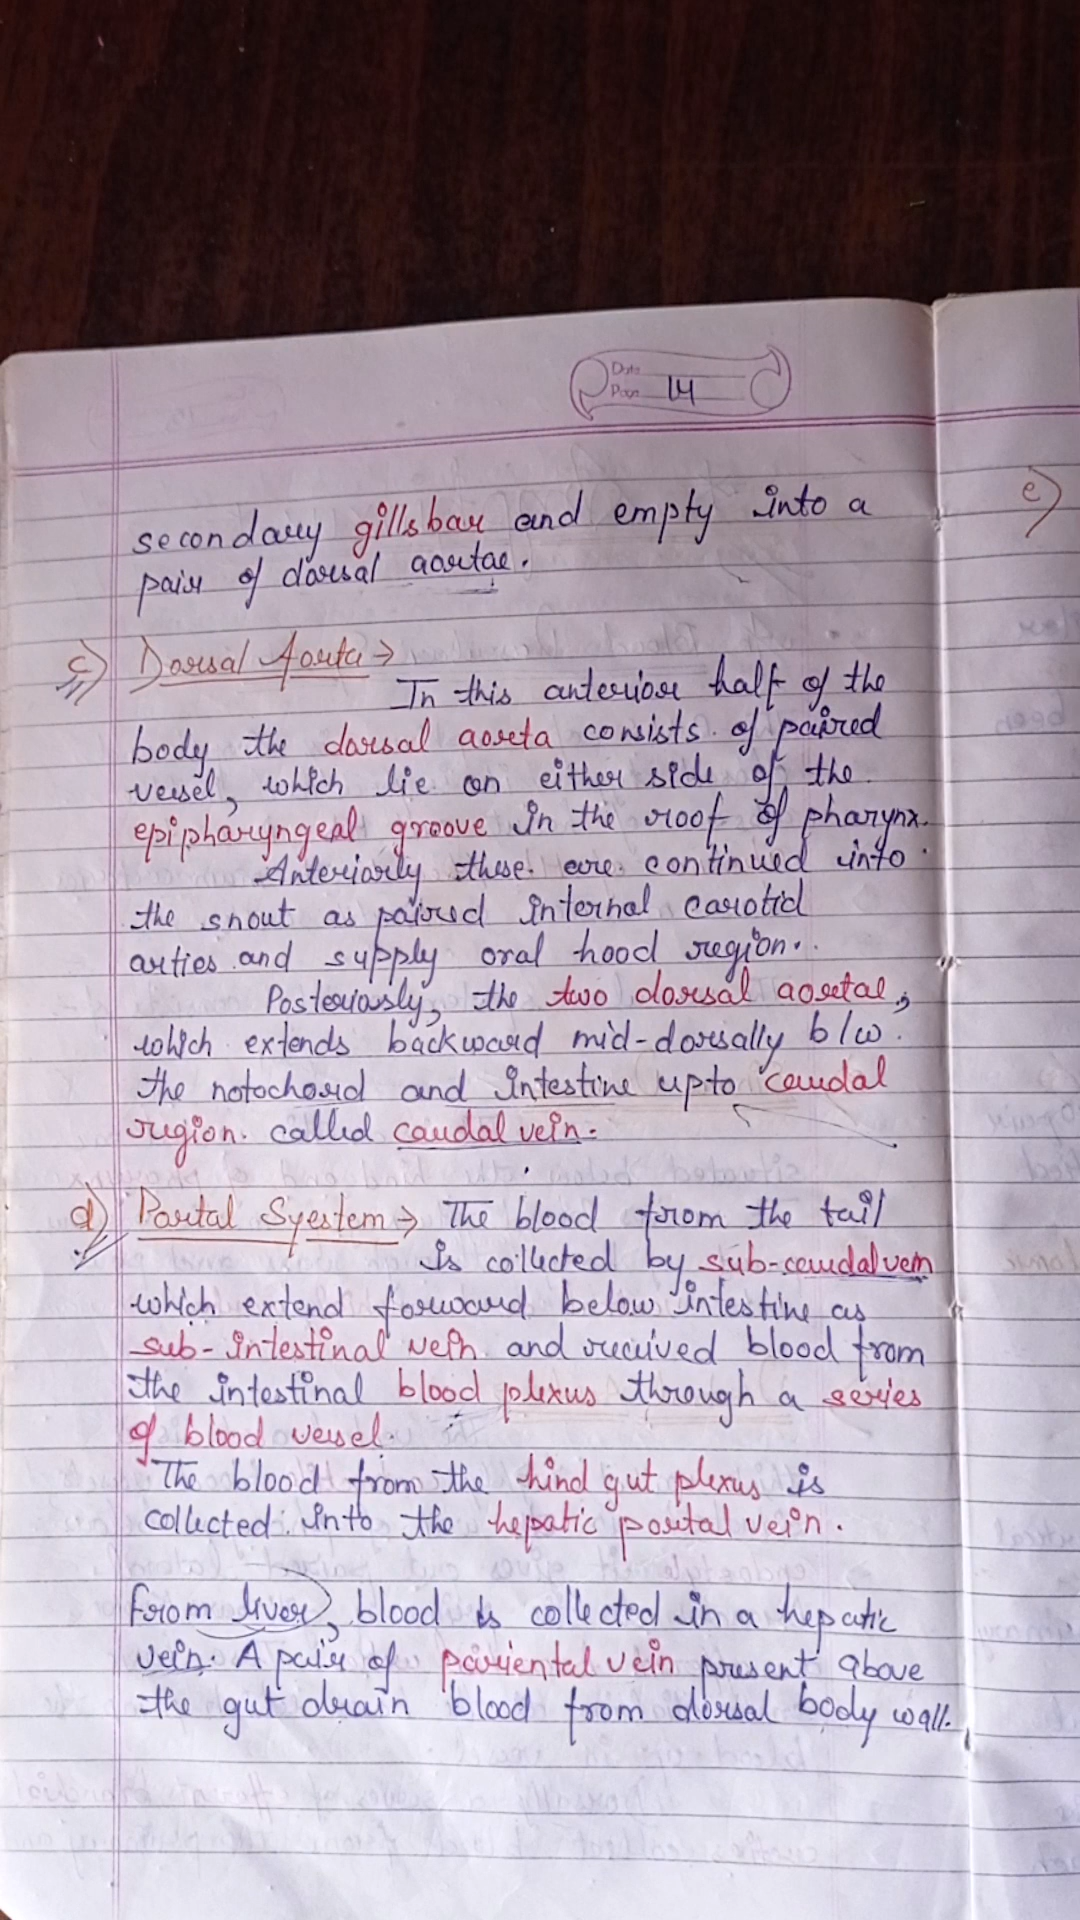 Date
Page 14
secondary gills bar and empty into a
pair of dorsal aortae.
c) Dorsal Aorta →
In this anterior half of the
body the dorsal aorta consists of paired
vessel, which lie on either side of the
epipharyngeal groove in the roof of pharynx.
Anteriorly these are continued into
the snout as paired internal carotid
arties and supply oral hood region.
Posteriorly, the two dorsal aortal,
which extends backward mid-dorsally b/w
the notochord and intestine upto caudal
region. called caudal vein.
d) Portal Syestem → The blood from the tail
is collected by sub-caudal vein
which extend forward below intestine as
sub-intestinal vein and received blood from
the intestinal blood plexus through a series
of blood vessel.
The blood from the hind gut plexus is
collected into the hepatic portal vein.
from liver, blood is collected in a hepatic
vein. A pair of pariental vein present above
the gut drain blood from dorsal body wall.
e)